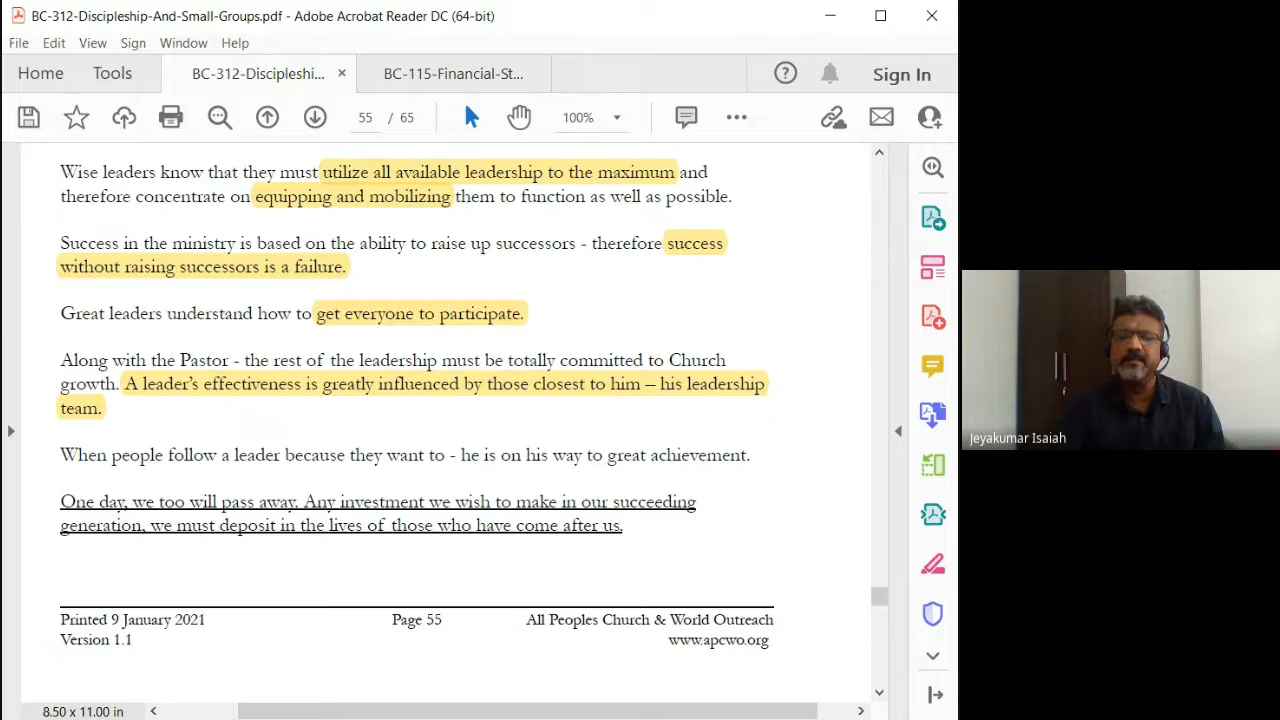 BC-312-Discipleship-And-Small-Groups.pdf - Adobe Acrobat Reader DC (64-bit)
File Edit View Sign Window Help
Home Tools BC-312-Discipleshi... × BC-115-Financial-St... Sign In
55 / 65 100%
Wise leaders know that they must utilize all available leadership to the maximum and
therefore concentrate on equipping and mobilizing them to function as well as possible.
Success in the ministry is based on the ability to raise up successors - therefore success
without raising successors is a failure.
Great leaders understand how to get everyone to participate.
Along with the Pastor - the rest of the leadership must be totally committed to Church
growth. A leader's effectiveness is greatly influenced by those closest to him – his leadership
team.
When people follow a leader because they want to - he is on his way to great achievement.
One day, we too will pass away. Any investment we wish to make in our succeeding
generation, we must deposit in the lives of those who have come after us.
Printed 9 January 2021 Page 55 All Peoples Church & World Outreach
Version 1.1 www.apcwo.org
8.50 x 11.00 in
Jeyakumar Isaiah